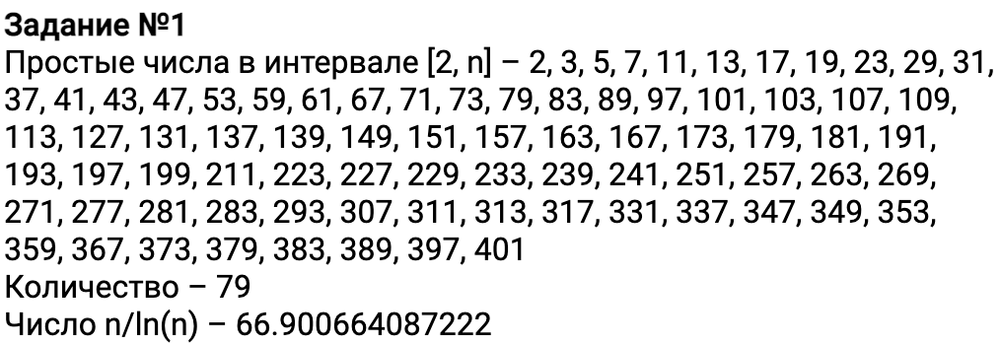 Задание №1
Простые числа в интервале [2, n] – 2, 3, 5, 7, 11, 13, 17, 19, 23, 29, 31,
37, 41, 43, 47, 53, 59, 61, 67, 71, 73, 79, 83, 89, 97, 101, 103, 107, 109,
113, 127, 131, 137, 139, 149, 151, 157, 163, 167, 173, 179, 181, 191,
193, 197, 199, 211, 223, 227, 229, 233, 239, 241, 251, 257, 263, 269,
271, 277, 281, 283, 293, 307, 311, 313, 317, 331, 337, 347, 349, 353,
359, 367, 373, 379, 383, 389, 397, 401
Количество – 79
Число n/ln(n) – 66.900664087222